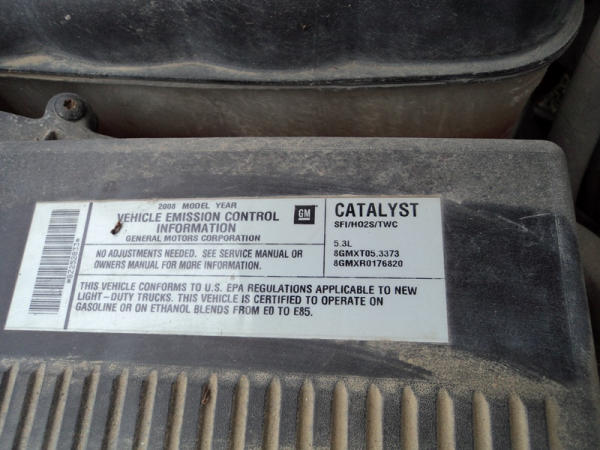 2008 MODEL YEAR
VEHICLE EMISSION CONTROL
INFORMATION
GENERAL MOTORS CORPORATION
GM
NO ADJUSTMENTS NEEDED. SEE SERVICE MANUAL OR
OWNERS MANUAL FOR MORE INFORMATION.
CATALYST
SFI/HO2S/TWC
5.3L
8GMXT05.3373
8GMXR0176820
THIS VEHICLE CONFORMS TO U.S. EPA REGULATIONS APPLICABLE TO NEW
LIGHT-DUTY TRUCKS. THIS VEHICLE IS CERTIFIED TO OPERATE ON
GASOLINE OR ON ETHANOL BLENDS FROM E0 TO E85.